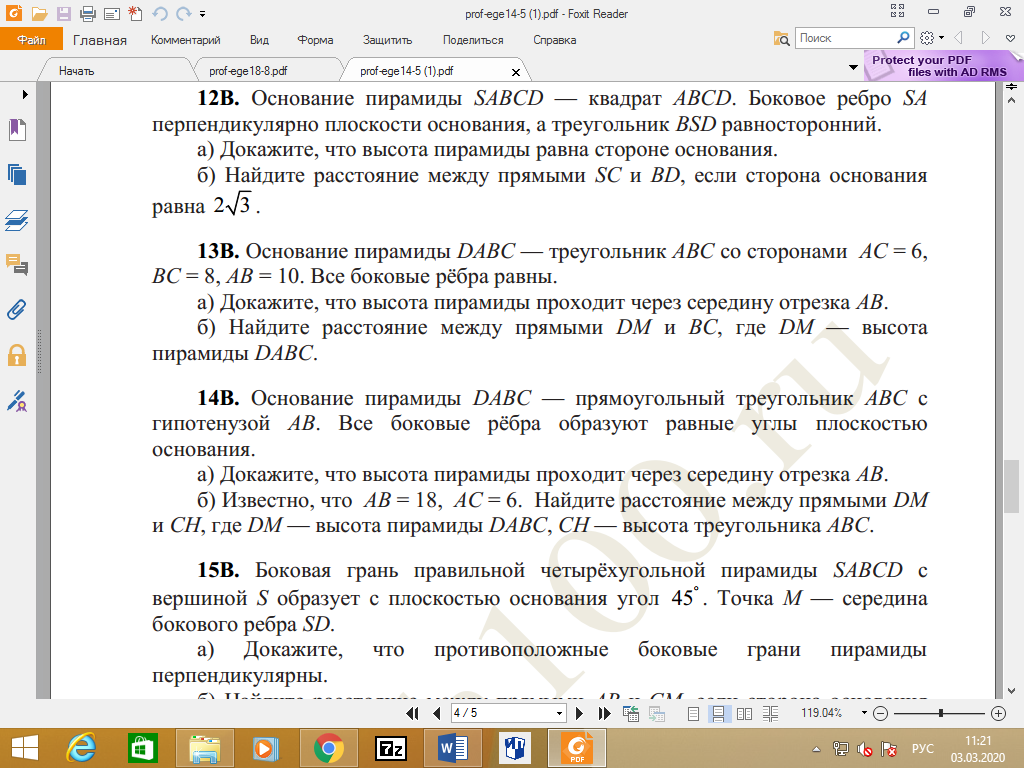 prof-ege14-5 (1).pdf - Foxit Reader
Файл Главная Комментарий Вид Форма Защитить Поделиться Справка Поиск
Начать prof-ege18-8.pdf prof-ege14-5 (1).pdf
Protect your PDF
files with AD RMS
12В. Основание пирамиды SABCD — квадрат ABCD. Боковое ребро SA
перпендикулярно плоскости основания, а треугольник BSD равносторонний.
а) Докажите, что высота пирамиды равна стороне основания.
б) Найдите расстояние между прямыми SC и BD, если сторона основания
равна 2√3 .
13В. Основание пирамиды DABC — треугольник ABC со сторонами AC = 6,
BC = 8, AB = 10. Все боковые рёбра равны.
а) Докажите, что высота пирамиды проходит через середину отрезка AB.
б) Найдите расстояние между прямыми DM и BC, где DM — высота
пирамиды DABC.
14В. Основание пирамиды DABC — прямоугольный треугольник ABC с
гипотенузой AB. Все боковые рёбра образуют равные углы плоскостью
основания.
а) Докажите, что высота пирамиды проходит через середину отрезка AB.
б) Известно, что AB = 18, AC = 6. Найдите расстояние между прямыми DM
и CH, где DM — высота пирамиды DABC, CH — высота треугольника ABC.
15В. Боковая грань правильной четырёхугольной пирамиды SABCD с
вершиной S образует с плоскостью основания угол 45°. Точка M — середина
бокового ребра SD.
а) Докажите, что противоположные боковые грани пирамиды
перпендикулярны.
100.ru
4 / 5 119.04%
7z
PDF
РУС
11:21
03.03.2020